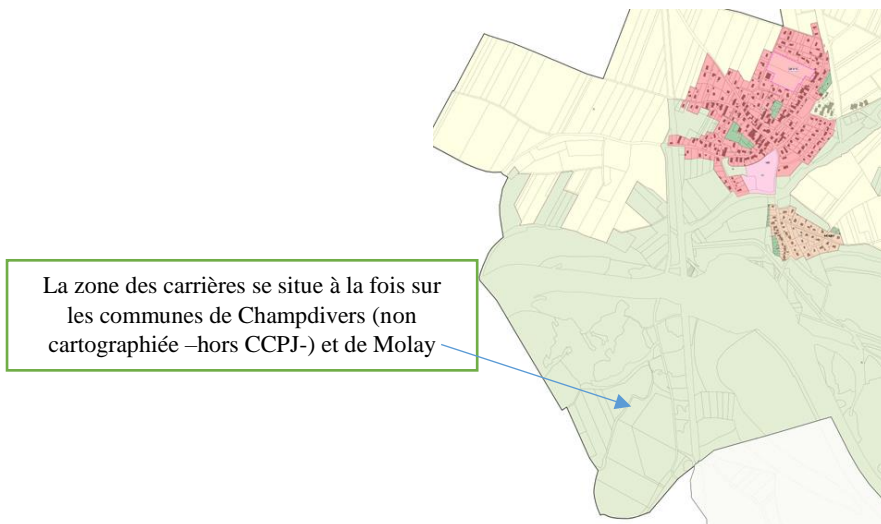 La zone des carrières se situe à la fois sur
les communes de Champdivers (non
cartographiée –hors CCPJ-) et de Molay